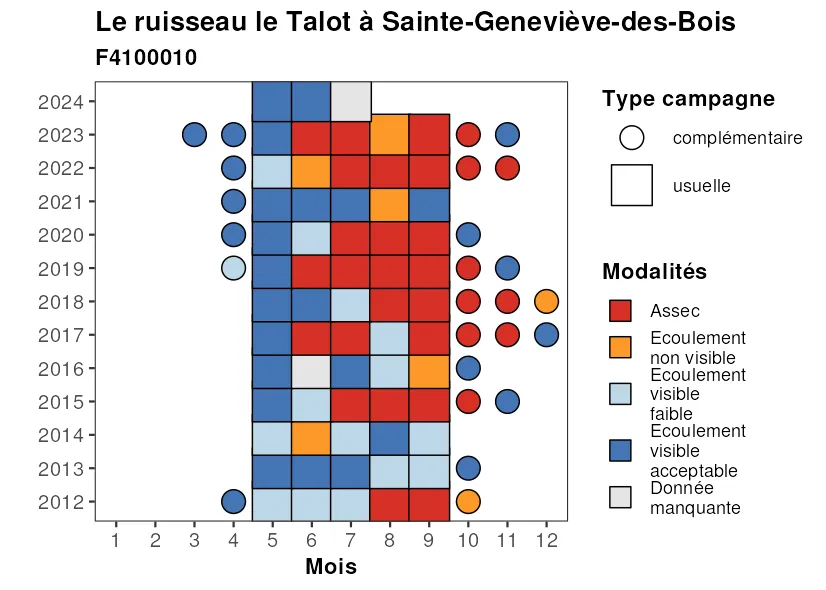 Le ruisseau le Talot à Sainte-Geneviève-des-Bois
F4100010
2024
2023
2022
2021
2020
2019
2018
2017
2016
2015
2014
2013
2012
1 2 3 4 5 6 7 8 9 10 11 12
Mois
Type campagne
complémentaire
usuelle
Modalités
Assec
Ecoulement
non visible
Ecoulement
visible
faible
Ecoulement
visible
acceptable
Donnée
manquante